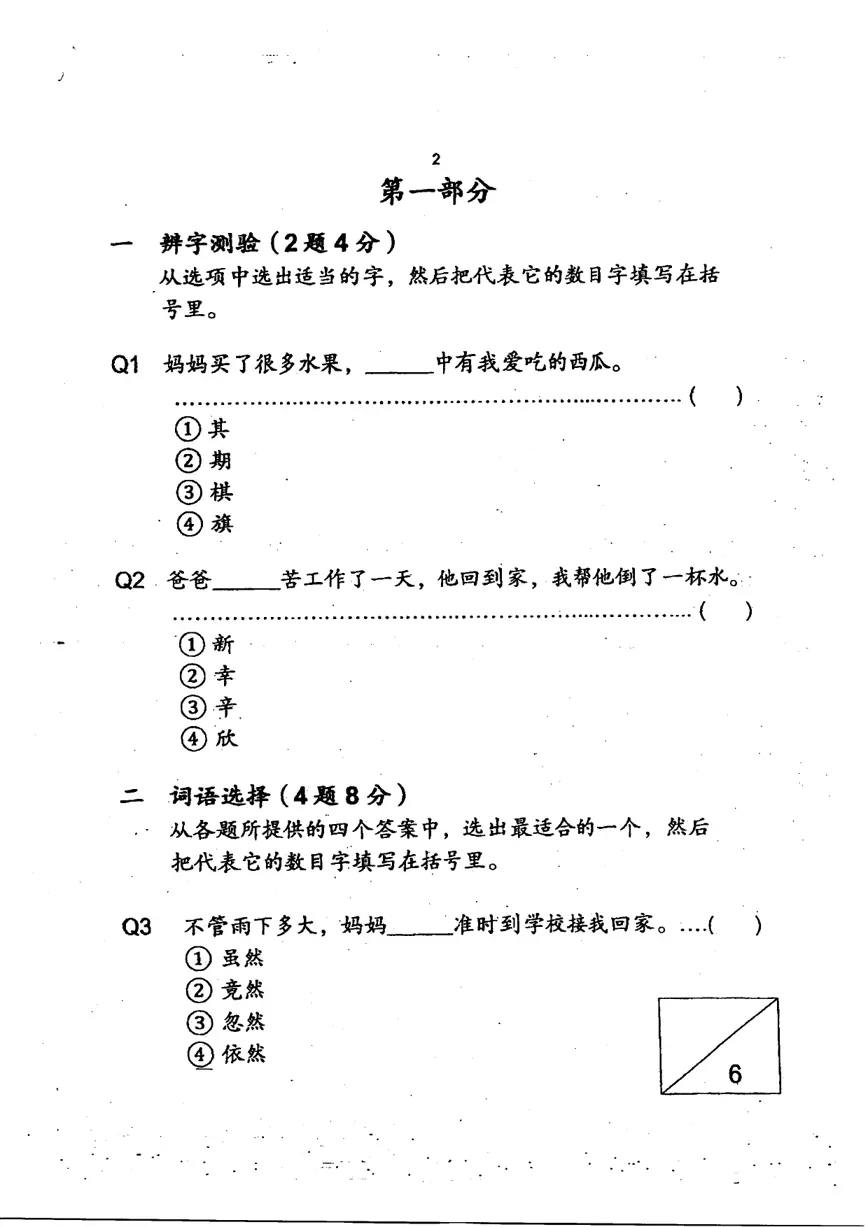 2
第一部分
一 辨字测验（2题4分）
从选项中选出适当的字，然后把代表它的数目字填写在括
号里。
Q1 妈妈买了很多水果，______中有我爱吃的西瓜。
........................................................................ (    )
① 其
② 期
③ 棋
④ 旗
Q2 爸爸______苦工作了一天，他回到家，我帮他倒了一杯水。
........................................................................ (    )
① 新
② 幸
③ 辛
④ 欣
二 词语选择（4题8分）
从各题所提供的四个答案中，选出最适合的一个，然后
把代表它的数目字填写在括号里。
Q3 不管雨下多大，妈妈______准时到学校接我回家。....(    )
① 虽然
② 竟然
③ 忽然
④ 依然
6